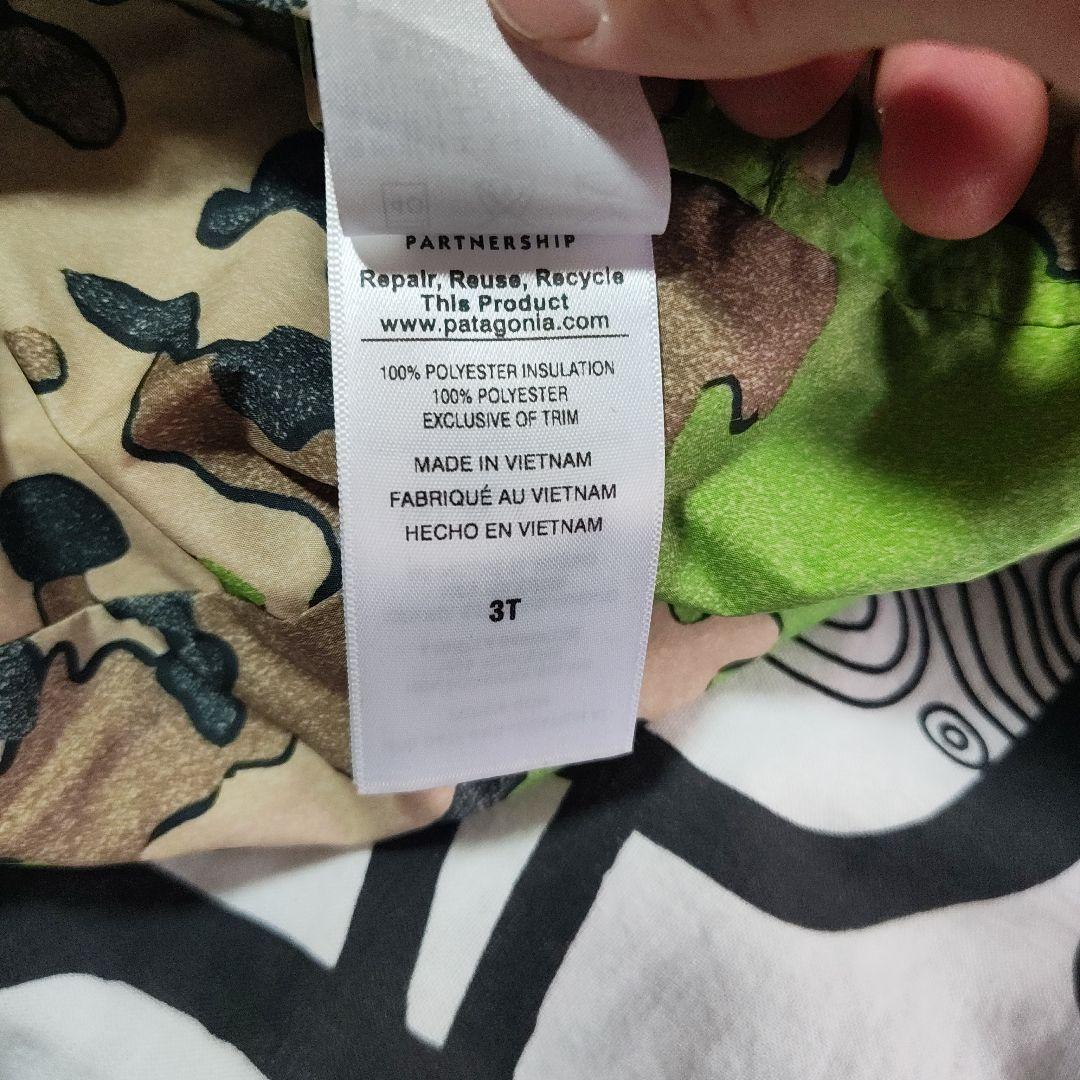 PARTNERSHIP
Repair, Reuse, Recycle
This Product
www.patagonia.com
100% POLYESTER INSULATION
100% POLYESTER
EXCLUSIVE OF TRIM
MADE IN VIETNAM
FABRIQUÉ AU VIETNAM
HECHO EN VIETNAM
3T